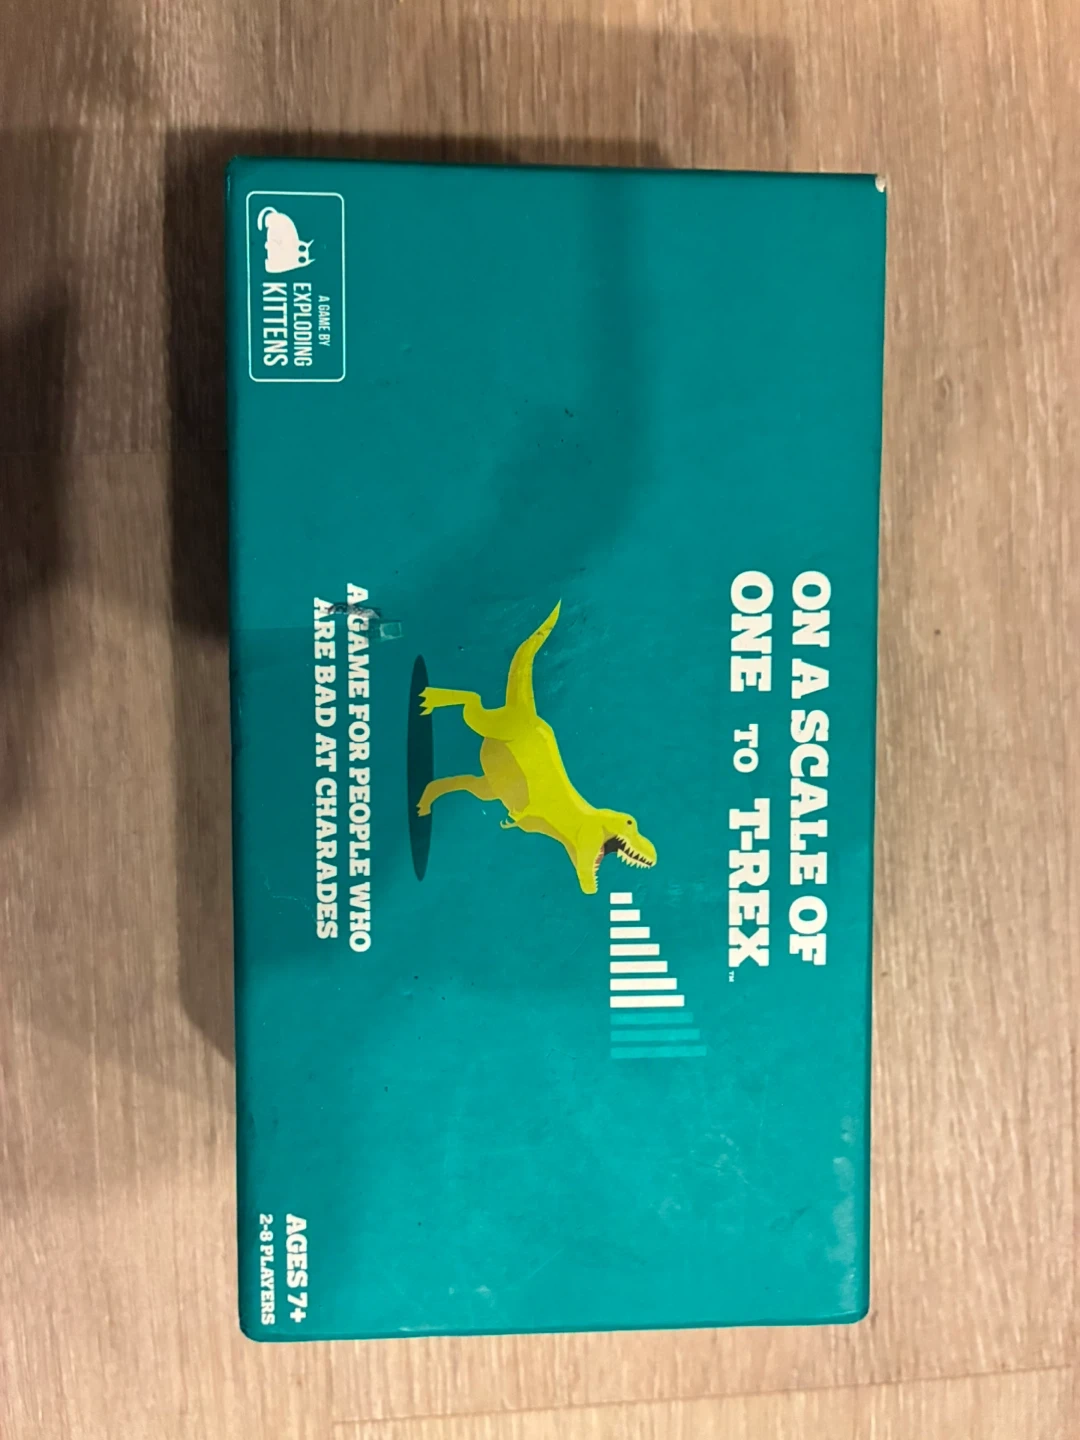 ON A SCALE OF
ONE TO T-REX™
A GAME FOR PEOPLE WHO
ARE BAD AT CHARADES
A GAME BY
EXPLODING
KITTENS
AGES 7+
2-8 PLAYERS